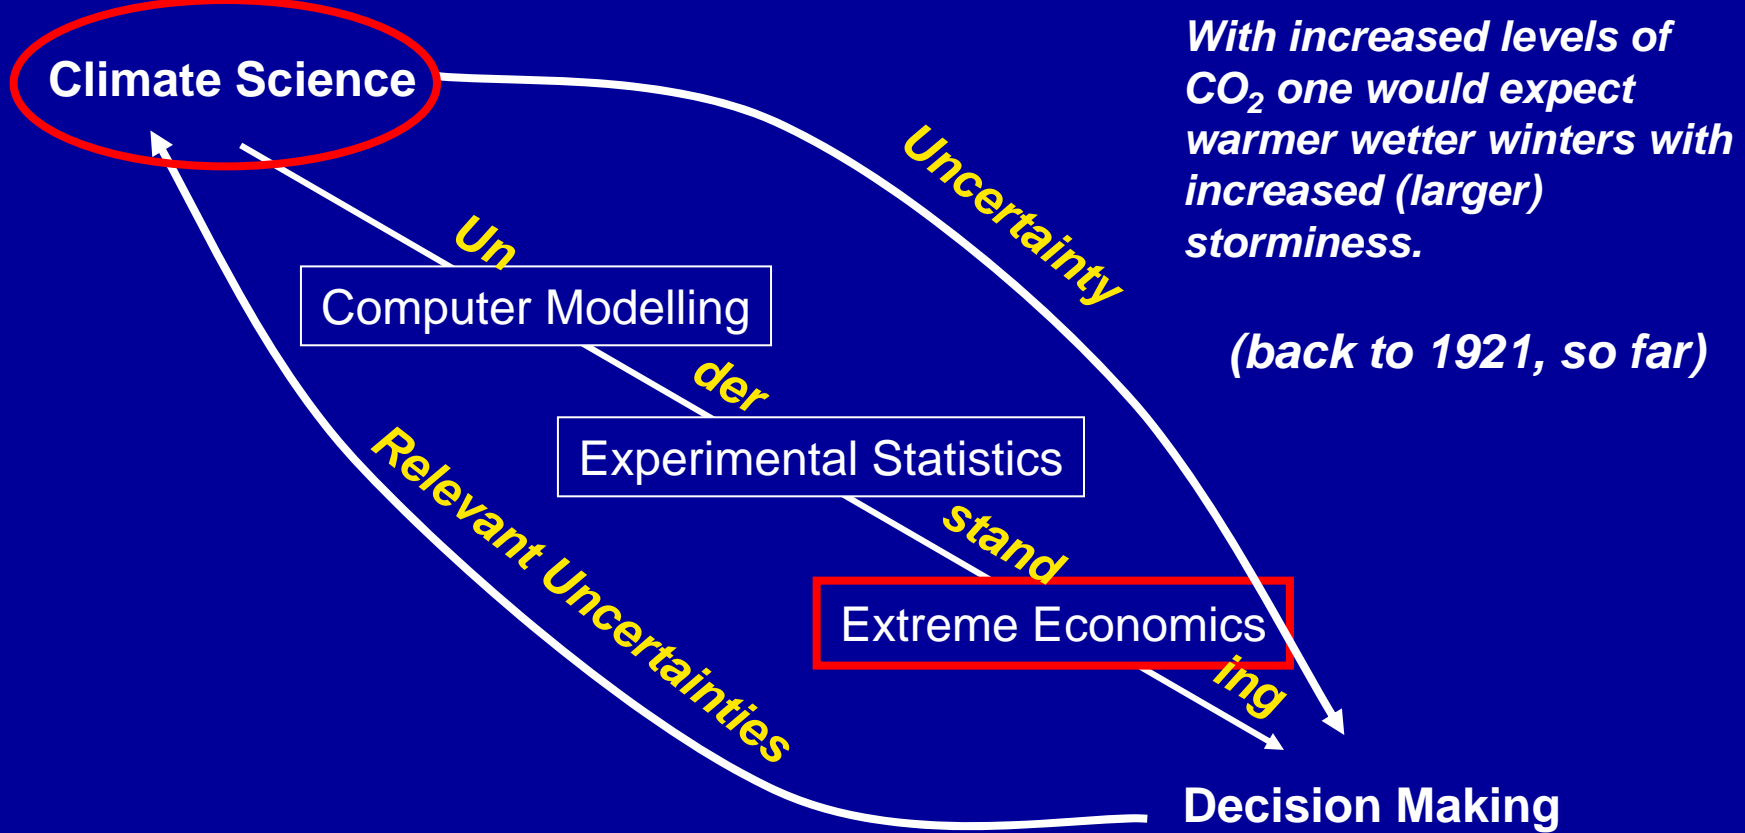 Climate Science
With increased levels of
CO₂ one would expect
warmer wetter winters with
increased (larger)
storminess.
(back to 1921, so far)
Uncertainty
Un
Computer Modelling
der
Experimental Statistics
stand
Extreme Economics
ing
Relevant Uncertainties
Decision Making